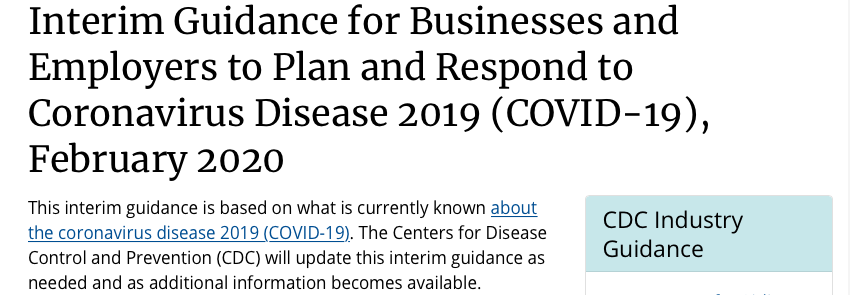 Interim Guidance for Businesses and
Employers to Plan and Respond to
Coronavirus Disease 2019 (COVID-19),
February 2020
This interim guidance is based on what is currently known about
the coronavirus disease 2019 (COVID-19). The Centers for Disease
Control and Prevention (CDC) will update this interim guidance as
needed and as additional information becomes available.
CDC Industry
Guidance